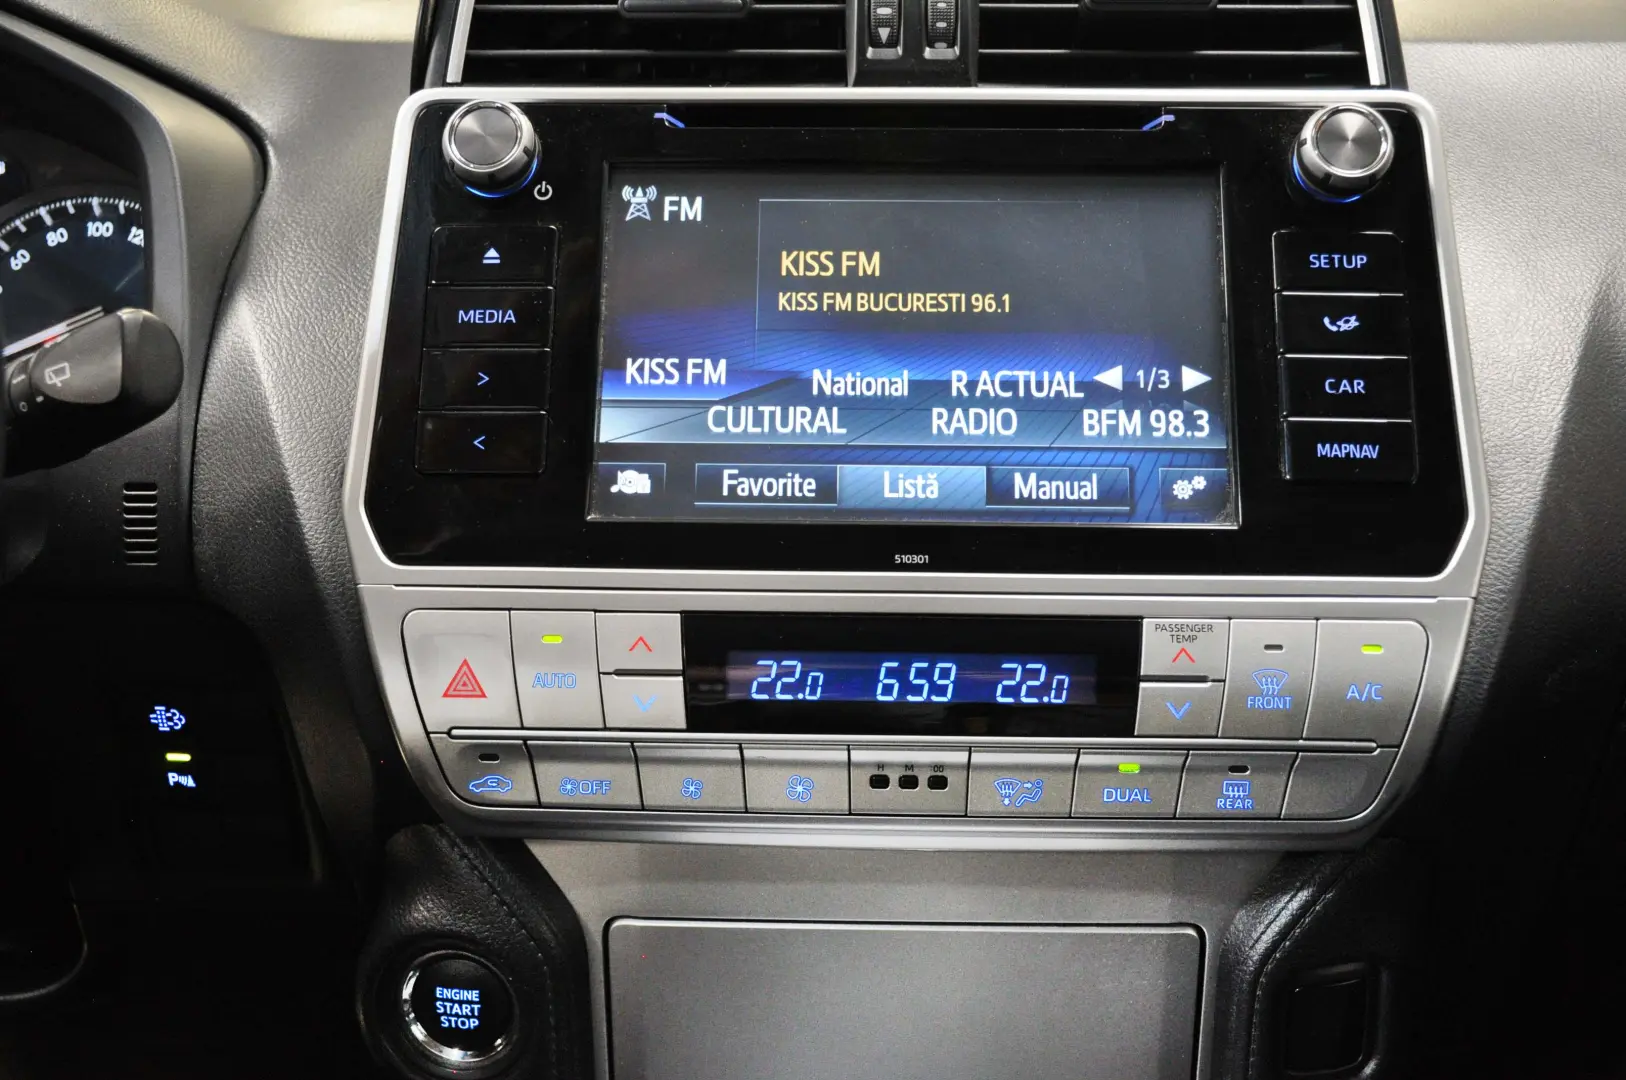 60 80 100
FM
KISS FM
KISS FM BUCURESTI 96.1
KISS FM
National
R ACTUAL
1/3
CULTURAL
RADIO
BFM 98.3
Favorite
Listă
Manual
MEDIA
>
<
SETUP
CAR
MAPNAV
510301
AUTO
22.0
6 59
22.0
PASSENGER
TEMP
FRONT
A/C
OFF
H
M
:00
DUAL
REAR
P
ENGINE
START
STOP